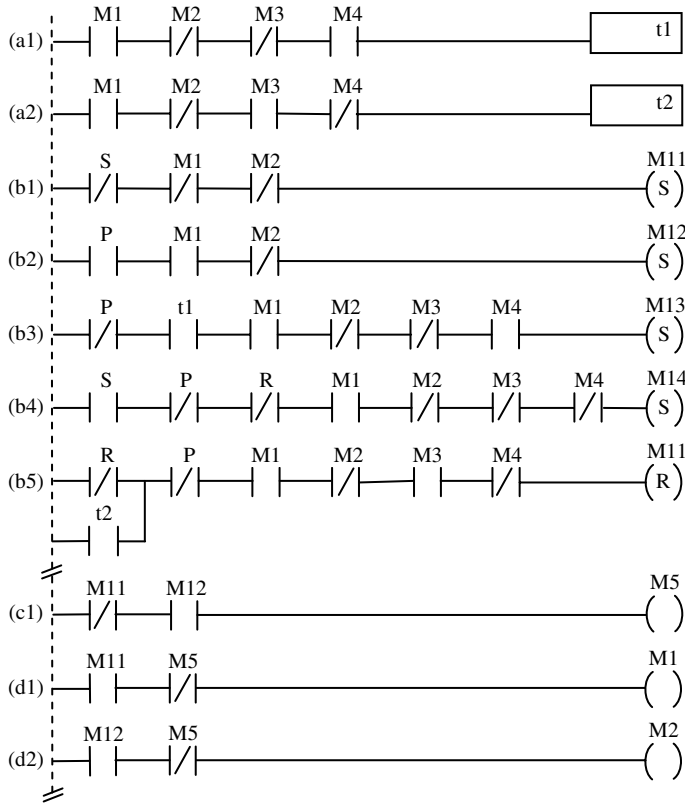 M1 M2 M3 M4
(a1) t1
M1 M2 M3 M4
(a2) t2
S M1 M2 M11
(b1) S
P M1 M2 M12
(b2) S
P t1 M1 M2 M3 M4 M13
(b3) S
S P R M1 M2 M3 M4 M14
(b4) S
R P M1 M2 M3 M4 M11
(b5) R
t2
M11 M12 M5
(c1)
M11 M5 M1
(d1)
M12 M5 M2
(d2)